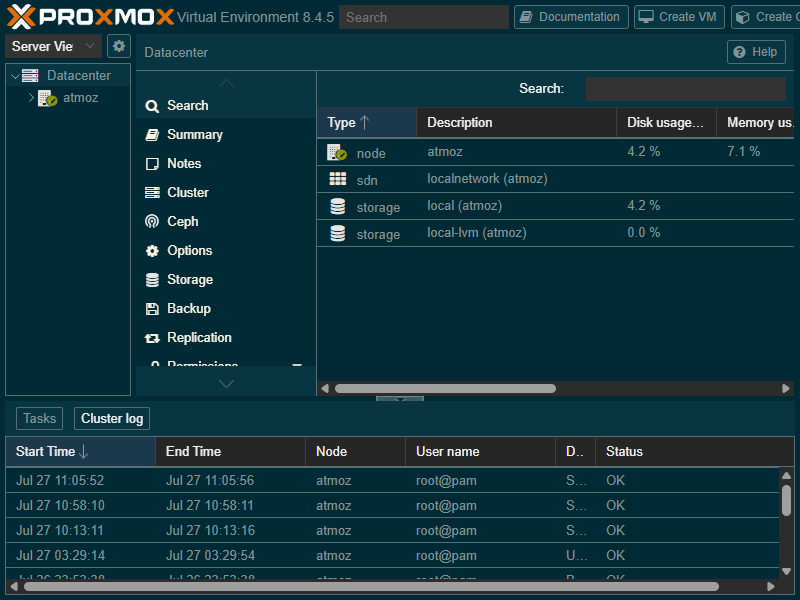 PROXMOX Virtual Environment 8.4.5 Search Documentation Create VM Create
Server Vie Datacenter Help
Datacenter
atmoz
Search
Summary
Notes
Cluster
Ceph
Options
Storage
Backup
Replication
Permissions
Search:
Type Description Disk usage... Memory us.
node atmoz 4.2 % 7.1 %
sdn localnetwork (atmoz)
storage local (atmoz) 4.2 %
storage local-lvm (atmoz) 0.0 %
Tasks Cluster log
Start Time End Time Node User name D.. Status
Jul 27 11:05:52 Jul 27 11:05:56 atmoz root@pam S... OK
Jul 27 10:58:10 Jul 27 10:58:11 atmoz root@pam S... OK
Jul 27 10:13:11 Jul 27 10:13:16 atmoz root@pam S... OK
Jul 27 03:29:14 Jul 27 03:29:54 atmoz root@pam U... OK
Jul 26 atmoz root@pam OK